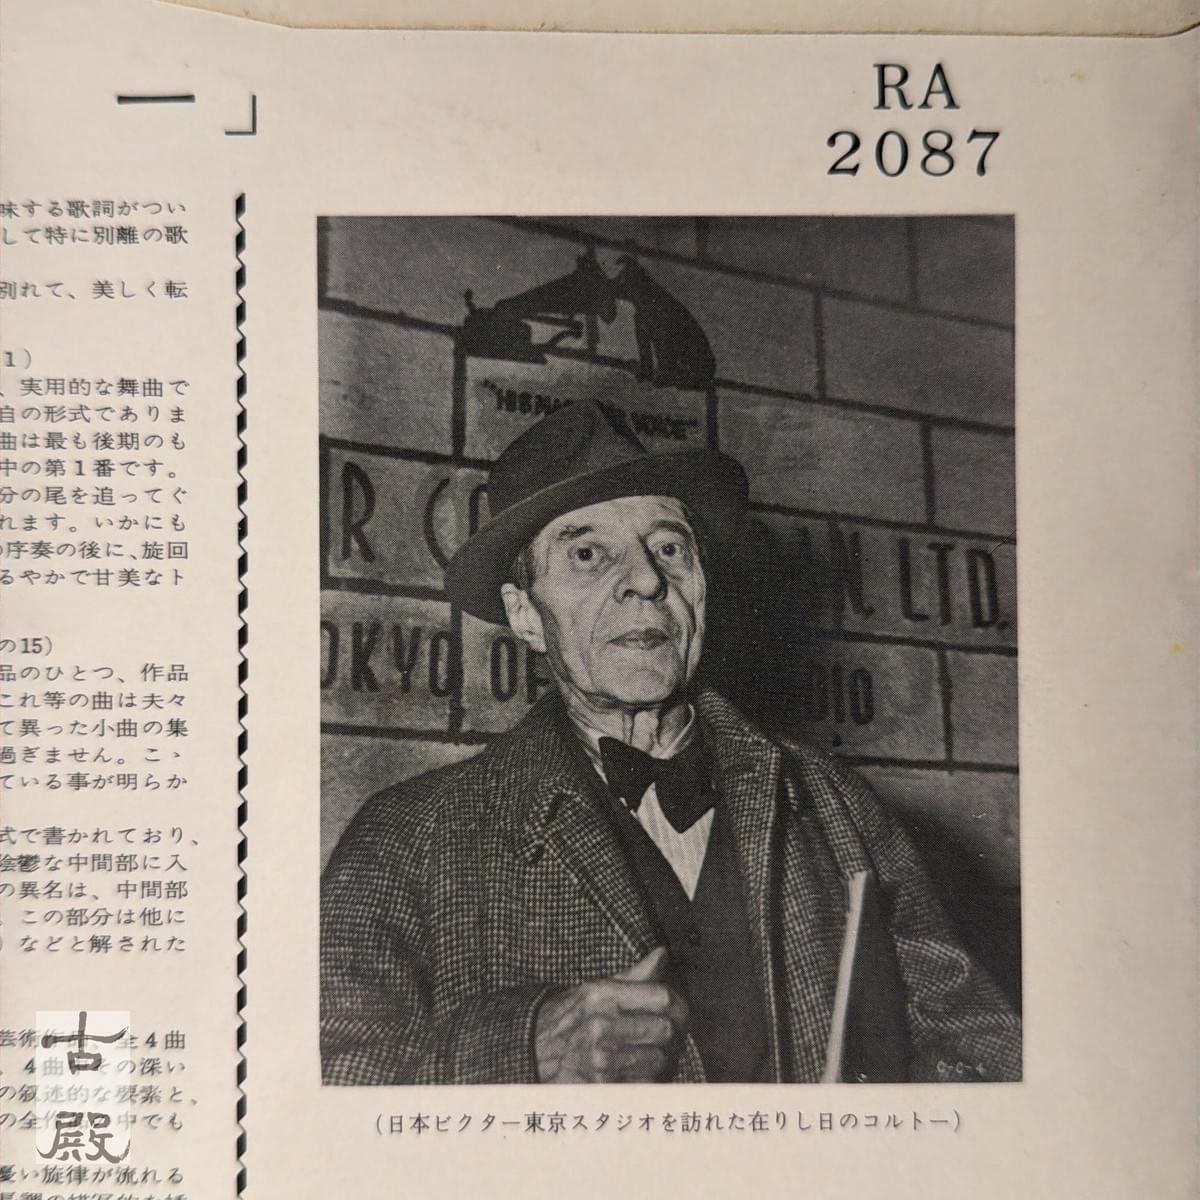 一」
RA
2087
味する歌詞がつい
して特に別離の歌
別れて、美しく転
1）
、実用的な舞曲で
自の形式でありま
曲は最も後期のも
中の第1番です。
分の尾を追ってぐ
れます。いかにも
の序奏の後に、旋回
るやかで甘美なト
の15）
品のひとつ、作品
これ等の曲は夫々
て異った小曲の集
過ぎません。こゝ
ている事が明らか
式で書かれており、
陰鬱な中間部に入
の異名は、中間部
。この部分は他に
）などと解された
芸術作品 全4曲
、4曲中その深い
の叙述的な要素と、
の全作 中でも
憂い旋律が流れる
"HIS MA VOICE"
R CO AN, LTD.
OKYO OF DIO
（日本ビクター東京スタジオを訪れた在りし日のコルトー）
古
殿